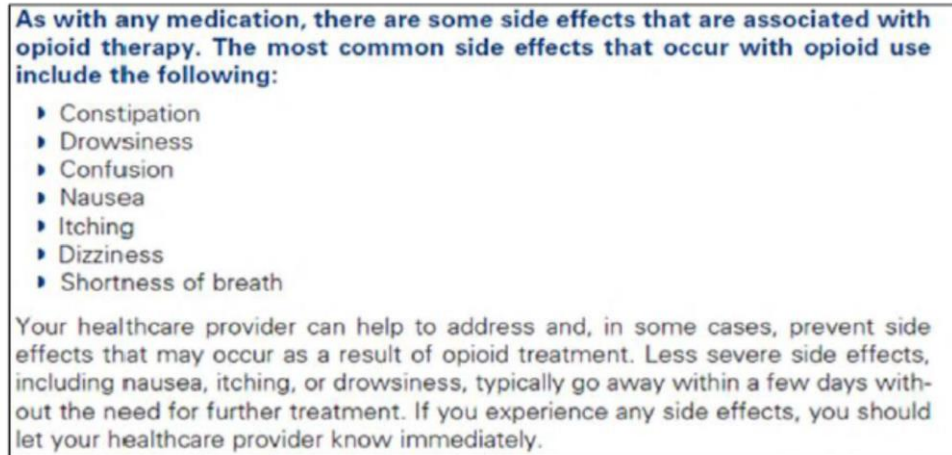 As with any medication, there are some side effects that are associated with
opioid therapy. The most common side effects that occur with opioid use
include the following:
Constipation
Drowsiness
Confusion
Nausea
Itching
Dizziness
Shortness of breath
Your healthcare provider can help to address and, in some cases, prevent side
effects that may occur as a result of opioid treatment. Less severe side effects,
including nausea, itching, or drowsiness, typically go away within a few days with-
out the need for further treatment. If you experience any side effects, you should
let your healthcare provider know immediately.